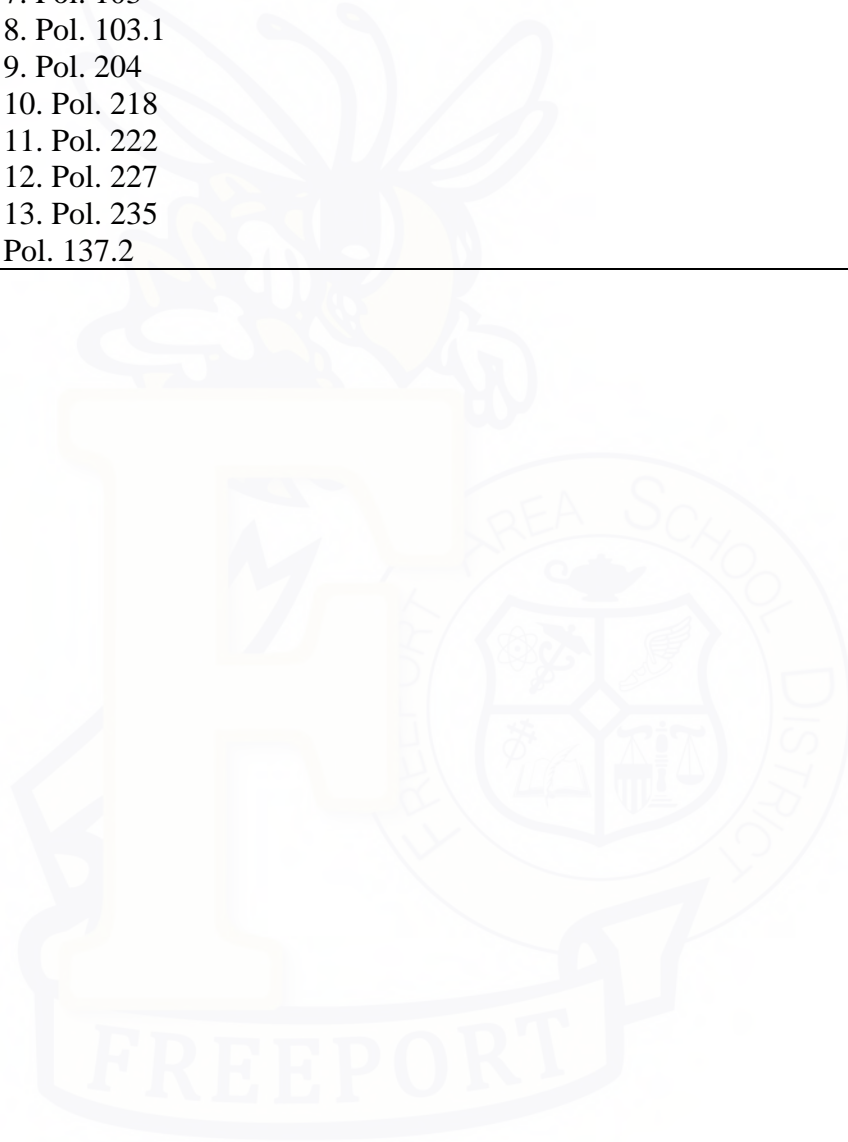 8. Pol. 103.1
9. Pol. 204
10. Pol. 218
11. Pol. 222
12. Pol. 227
13. Pol. 235
Pol. 137.2
FREEPORT AREA SCHOOL DISTRICT
FREEPORT